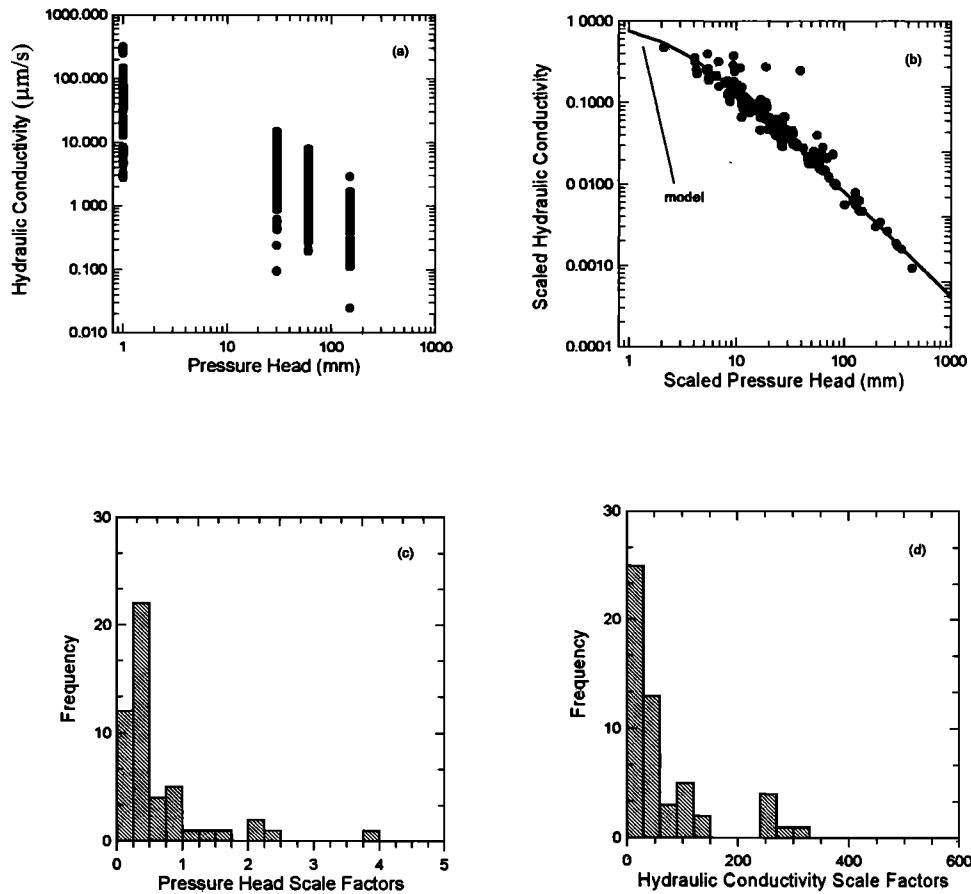 (a)
Hydraulic Conductivity (μm/s)
1000.000
100.000
10.000
1.000
0.100
0.010
1
10
100
1000
Pressure Head (mm)
(b)
Scaled Hydraulic Conductivity
1.0000
0.1000
0.0100
0.0010
0.0001
model
1
10
100
1000
Scaled Pressure Head (mm)
(c)
Frequency
30
20
10
0
0
1
2
3
4
5
Pressure Head Scale Factors
(d)
Frequency
30
20
10
0
0
200
400
600
Hydraulic Conductivity Scale Factors